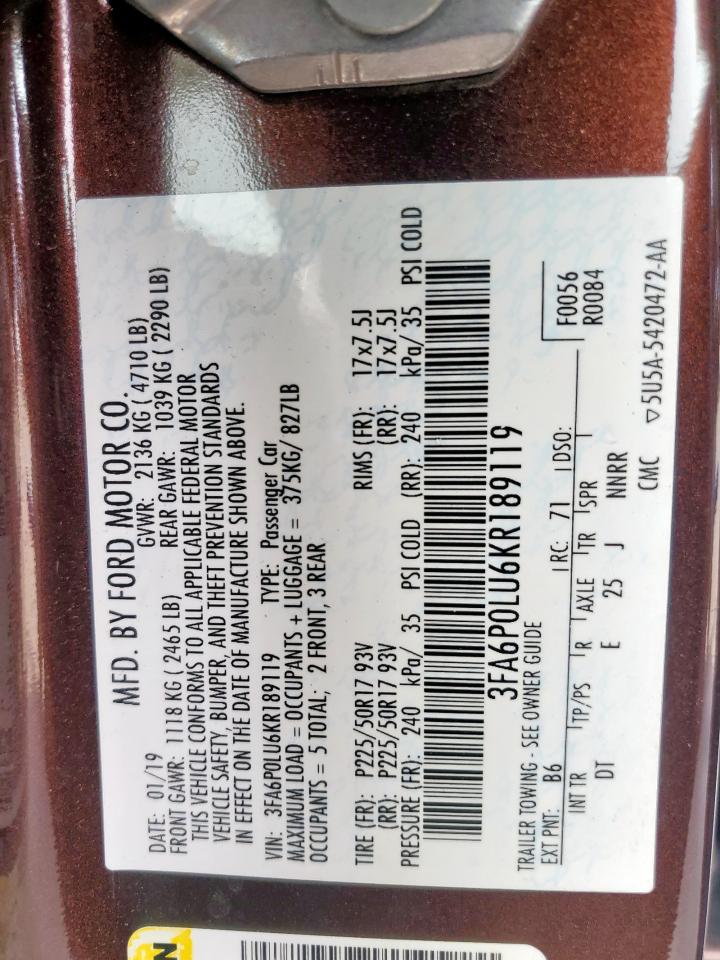 MFD. BY FORD MOTOR CO.
DATE: 01/19 GVWR: 2136 KG ( 4710 LB)
FRONT GAWR: 1118 KG ( 2465 LB) REAR GAWR: 1039 KG ( 2290 LB)
THIS VEHICLE CONFORMS TO ALL APPLICABLE FEDERAL MOTOR
VEHICLE SAFETY, BUMPER, AND THEFT PREVENTION STANDARDS
IN EFFECT ON THE DATE OF MANUFACTURE SHOWN ABOVE.
VIN: 3FA6P0LU6KR189119 TYPE: Passenger Car
MAXIMUM LOAD = OCCUPANTS + LUGGAGE = 375KG/ 827LB
OCCUPANTS = 5 TOTAL; 2 FRONT, 3 REAR
TIRE (FR): P225/50R17 93V RIMS (FR): 17x7.5J
(RR): P225/50R17 93V (RR): 17x7.5J
PRESSURE (FR): 240 kPa/ 35 PSI COLD (RR): 240 kPa/ 35 PSI COLD
3FA6P0LU6KR189119
TRAILER TOWING - SEE OWNER GUIDE
EXT PNT: B6 RC: 71 DSO: F0056
R0084
INT TR TP/PS R AXLE TR SPR
DT E 25 J NNRR
CMC ▽5U5A-5420472-AA
N